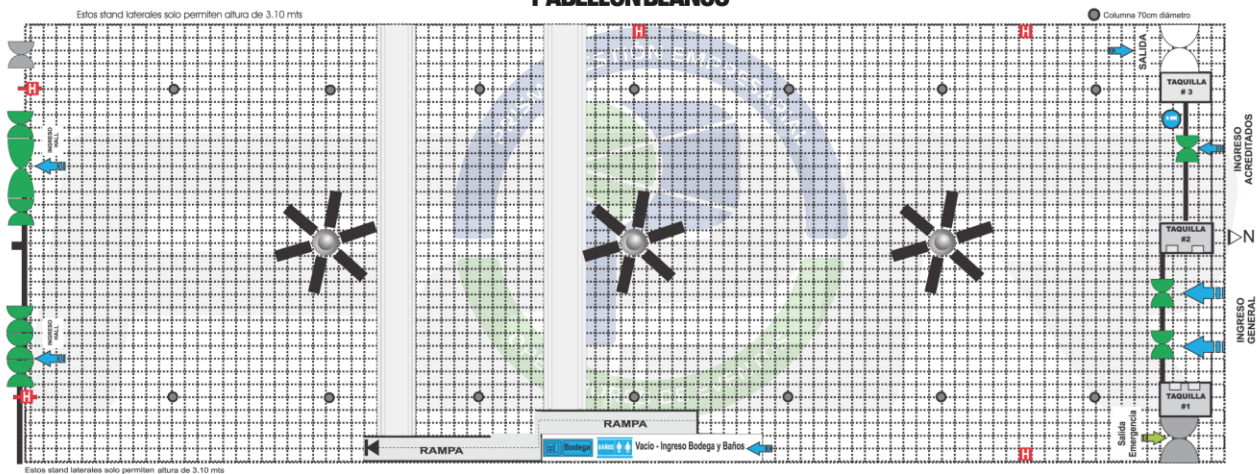 PABELLON BLANCO
Estos stand laterales solo permiten altura de 3.10 mts
Columna 70cm diámetro
H
H
H
SALIDA
TAQUILLA
# 3
INGRESO
HALL
INGRESO
ACREDITADOS
TAQUILLA
#2
N
INGRESO
HALL
INGRESO
GENERAL
H
TAQUILLA
#1
RAMPA
RAMPA
Bodega
BAÑOS
Vacio - Ingreso Bodega y Baños
Salida
Emergencia
H
Estos stand laterales solo permiten altura de 3.10 mts
GESTION EMPRESARIAL